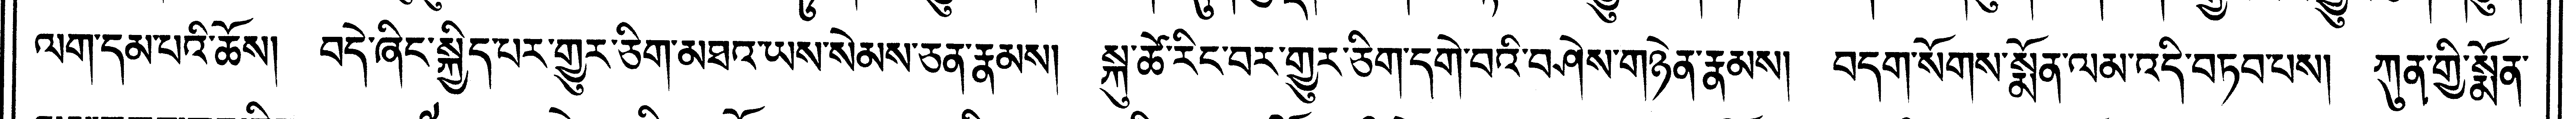 ལག་དམ་པའི་ཆོས། བདེ་ཞིང་སྐྱིད་པར་གྱུར་ཅིག་མཐའ་ཡས་སེམས་ཅན་རྣམས། སྐུ་ཚེ་རིང་བར་གྱུར་ཅིག་དགེ་བའི་བཤེས་གཉེན་རྣམས། བདག་སོགས་སྨོན་ལམ་འདི་བཏབ་པས། ཀུན་གྱི་སྨོན་